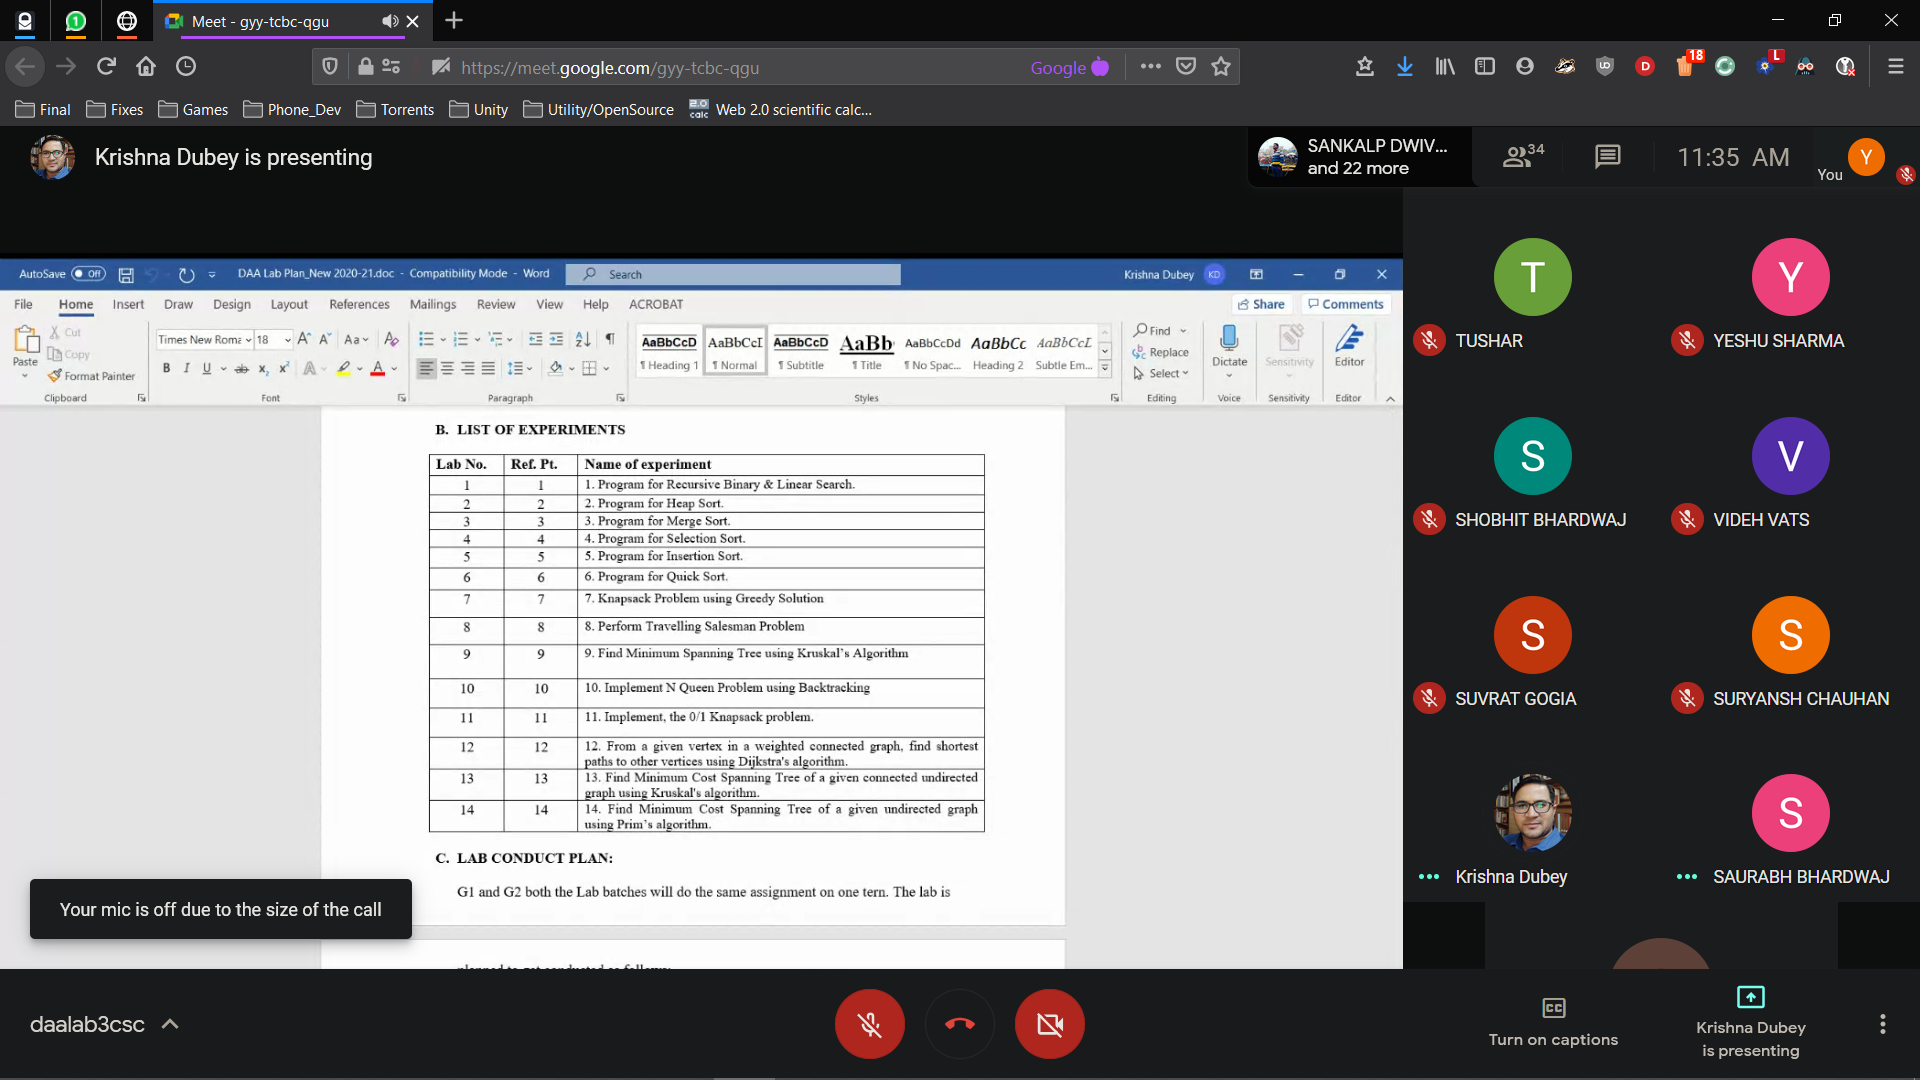 Meet - gyy-tcbc-qgu
https://meet.google.com/gyy-tcbc-qgu
Google
18
L
Final
Fixes
Games
Phone_Dev
Torrents
Unity
Utility/OpenSource
Web 2.0 scientific calc...
Krishna Dubey is presenting
SANKALP DWIV...
and 22 more
34
11:35 AM
You
Y
AutoSave Off
DAA Lab Plan_New 2020-21.doc - Compatibility Mode - Word
Search
Krishna Dubey KD
File Home Insert Draw Design Layout References Mailings Review View Help ACROBAT
Share
Comments
Paste
Cut
Copy
Format Painter
Clipboard
Times New Roma 18
Font
Paragraph
AaBbCcD AaBbCcI AaBbCcD AaBb AaBbCcDd AaBbCc AaBbCcL
¶ Heading 1 ¶ Normal ¶ Subtitle ¶ Title ¶ No Spac... Heading 2 Subtle Em...
Styles
Find
Replace
Select
Editing
Dictate
Voice
Sensitivity
Sensitivity
Editor
Editor
B. LIST OF EXPERIMENTS
Lab No. Ref. Pt. Name of experiment
1 1 1. Program for Recursive Binary & Linear Search.
2 2 2. Program for Heap Sort.
3 3 3. Program for Merge Sort.
4 4 4. Program for Selection Sort.
5 5 5. Program for Insertion Sort.
6 6 6. Program for Quick Sort.
7 7 7. Knapsack Problem using Greedy Solution
8 8 8. Perform Travelling Salesman Problem
9 9 9. Find Minimum Spanning Tree using Kruskal's Algorithm
10 10 10. Implement N Queen Problem using Backtracking
11 11 11. Implement, the 0/1 Knapsack problem.
12 12 12. From a given vertex in a weighted connected graph, find shortest
paths to other vertices using Dijkstra's algorithm.
13 13 13. Find Minimum Cost Spanning Tree of a given connected undirected
graph using Kruskal's algorithm.
14 14 14. Find Minimum Cost Spanning Tree of a given undirected graph
using Prim's algorithm.
C. LAB CONDUCT PLAN:
G1 and G2 both the Lab batches will do the same assignment on one tern. The lab is
T
TUSHAR
Y
YESHU SHARMA
S
SHOBHIT BHARDWAJ
V
VIDEH VATS
S
SUVRAT GOGIA
S
SURYANSH CHAUHAN
Krishna Dubey
S
SAURABH BHARDWAJ
Your mic is off due to the size of the call
daalab3csc
Turn on captions
Krishna Dubey
is presenting